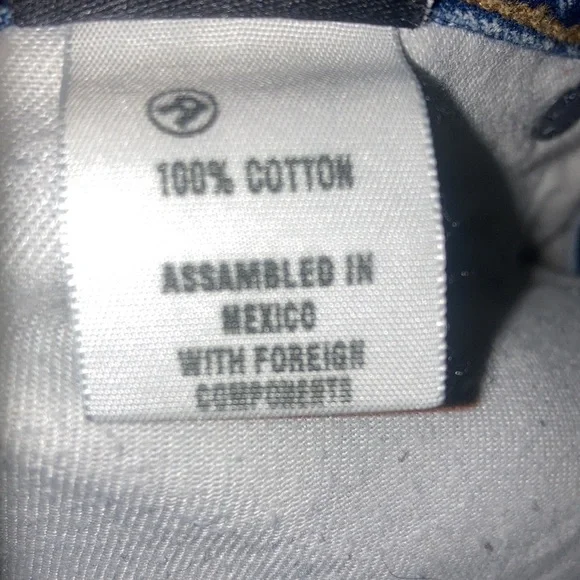 100% COTTON
ASSAMBLED IN
MEXICO
WITH FOREIGN
COMPONENTS